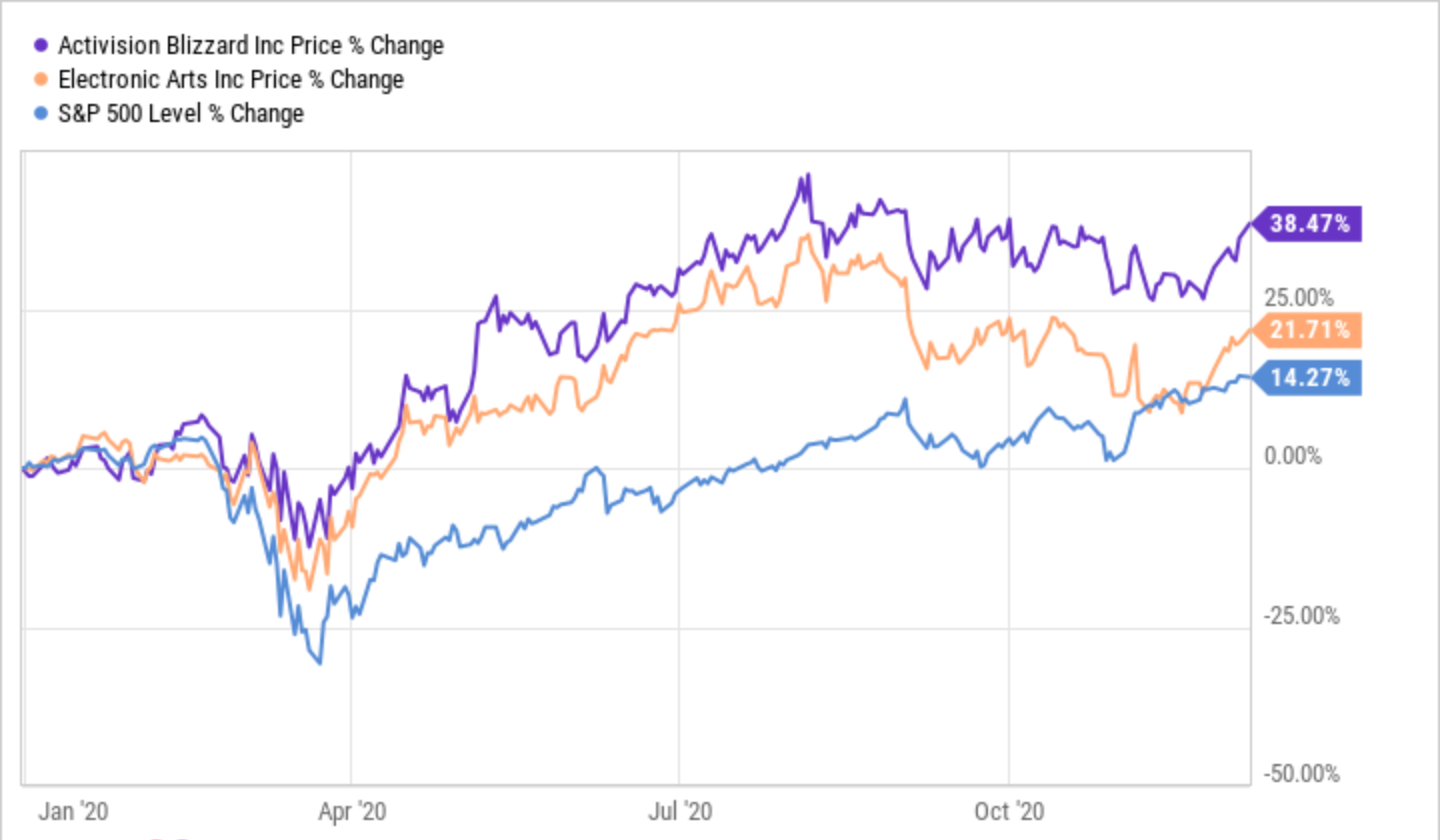 Activision Blizzard Inc Price % Change
Electronic Arts Inc Price % Change
S&P 500 Level % Change
38.47%
25.00%
21.71%
14.27%
0.00%
-25.00%
-50.00%
Jan '20 Apr '20 Jul '20 Oct '20